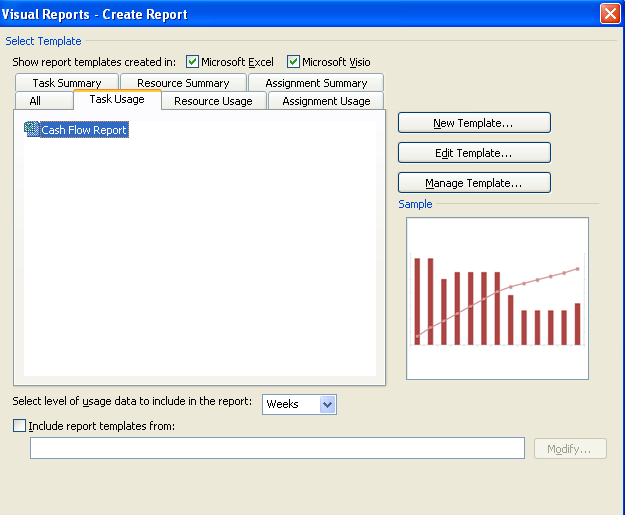 Visual Reports - Create Report
Select Template
Show report templates created in: Microsoft Excel Microsoft Visio
Task Summary Resource Summary Assignment Summary
All Task Usage Resource Usage Assignment Usage
Cash Flow Report
New Template...
Edit Template...
Manage Template...
Sample
Select level of usage data to include in the report: Weeks
Include report templates from:
Modify...